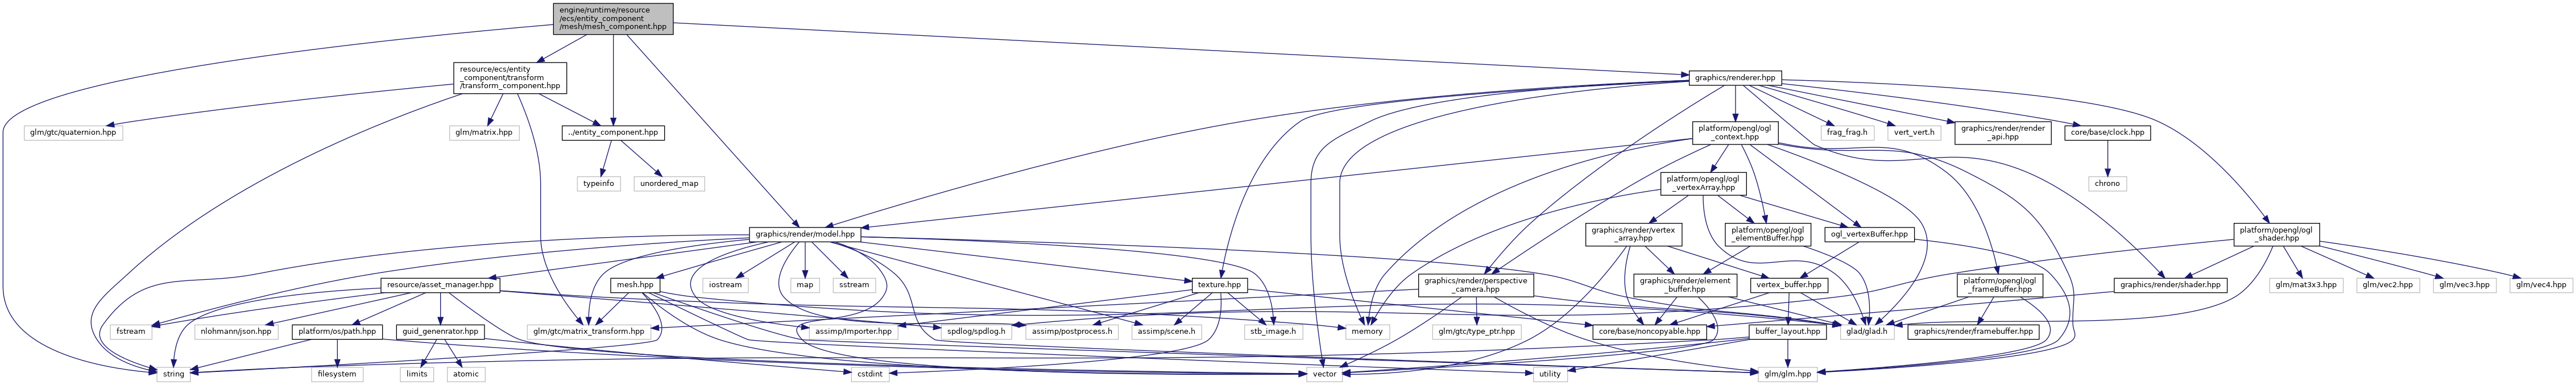 engine/runtime/resource
/ecs/entity_component
/mesh/mesh_component.hpp
resource/ecs/entity
_component/transform
/transform_component.hpp
graphics/renderer.hpp
glm/gtc/quaternion.hpp
glm/matrix.hpp
../entity_component.hpp
platform/opengl/ogl
_context.hpp
frag_frag.h
vert_vert.h
graphics/render/render
_api.hpp
core/base/clock.hpp
typeinfo
unordered_map
platform/opengl/ogl
_vertexArray.hpp
chrono
graphics/render/model.hpp
graphics/render/vertex
_array.hpp
platform/opengl/ogl
_elementBuffer.hpp
ogl_vertexBuffer.hpp
platform/opengl/ogl
_shader.hpp
resource/asset_manager.hpp
mesh.hpp
iostream
map
sstream
texture.hpp
graphics/render/perspective
_camera.hpp
graphics/render/element
_buffer.hpp
vertex_buffer.hpp
platform/opengl/ogl
_frameBuffer.hpp
graphics/render/shader.hpp
glm/mat3x3.hpp
glm/vec2.hpp
glm/vec3.hpp
glm/vec4.hpp
fstream
nlohmann/json.hpp
platform/os/path.hpp
guid_genenrator.hpp
glm/gtc/matrix_transform.hpp
assimp/Importer.hpp
spdlog/spdlog.h
assimp/postprocess.h
assimp/scene.h
stb_image.h
memory
glm/gtc/type_ptr.hpp
core/base/noncopyable.hpp
buffer_layout.hpp
glad/glad.h
graphics/render/framebuffer.hpp
string
filesystem
limits
atomic
cstdint
vector
utility
glm/glm.hpp